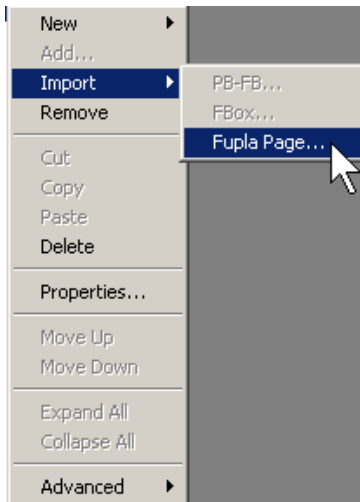 New
Add...
Import
Remove
Cut
Copy
Paste
Delete
Properties...
Move Up
Move Down
Expand All
Collapse All
Advanced
PB-FB...
FBox...
Fupla Page...